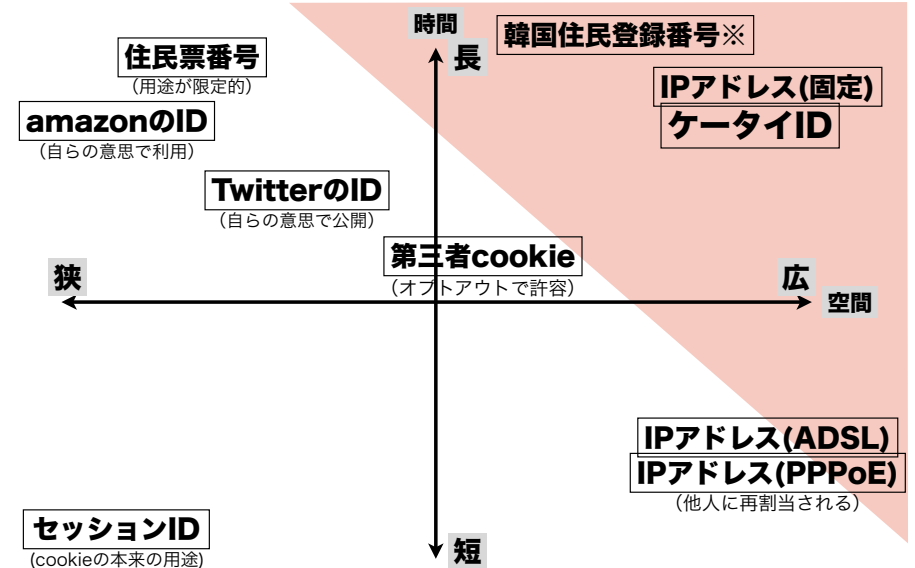 時間
長
韓国住民登録番号※
住民票番号
(用途が限定的)
IPアドレス(固定)
amazonのID
ケータイID
(自らの意思で利用)
TwitterのID
(自らの意思で公開)
第三者cookie
(オプトアウトで許容)
狭
広
空間
IPアドレス(ADSL)
IPアドレス(PPPoE)
(他人に再割当される)
セッションID
(cookieの本来の用途)
短